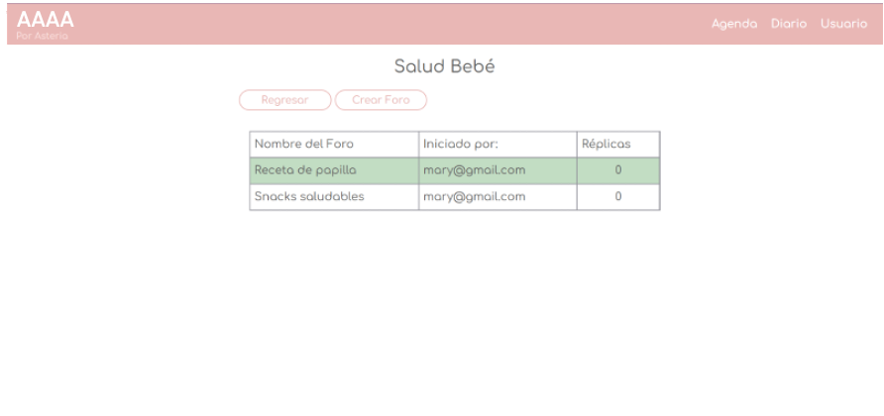 AAAA
Por Asteria
Agenda Diario Usuario
Salud Bebé
Regresar Crear Foro
Nombre del Foro Iniciado por: Réplicas
Receta de papilla mary@gmail.com 0
Snacks saludables mary@gmail.com 0